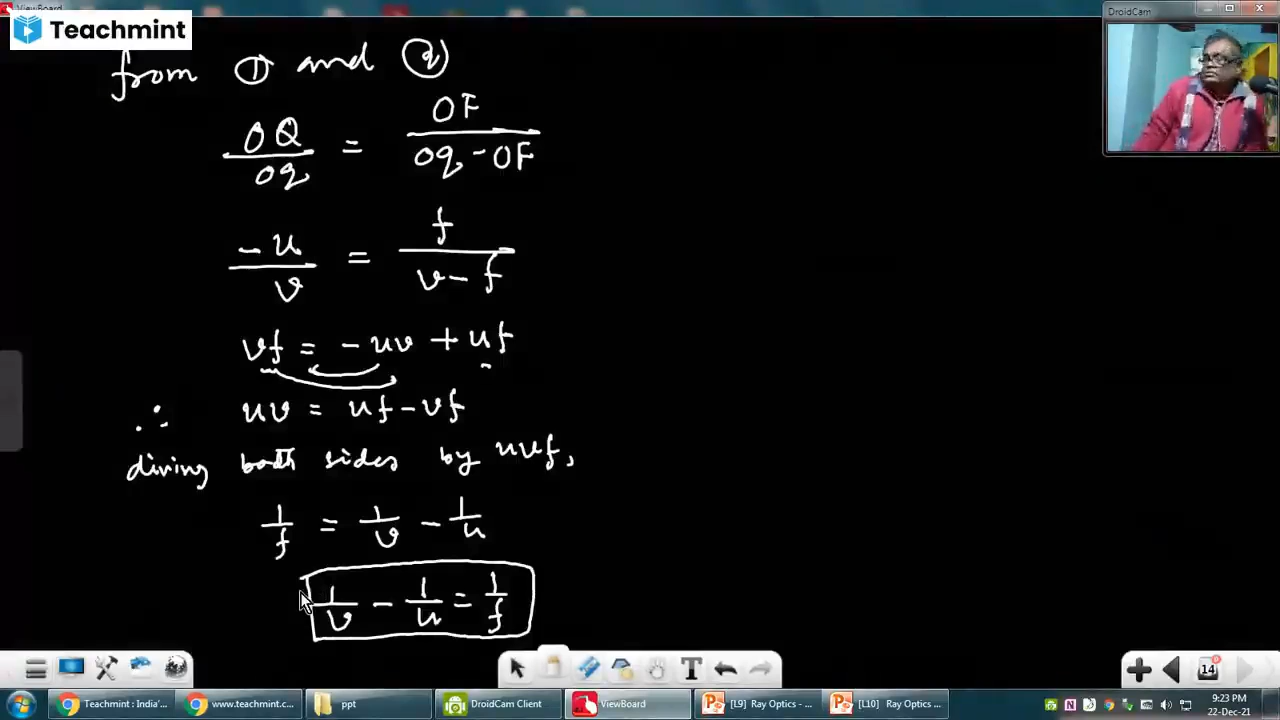 ViewBoard
Teachmint
DroidCam
from ① and ②
OQ/oq = OF/oq - OF
-u/v = f/v - f
vf = - uv + uf
∴ uv = uf - vf
diving both sides by uvf,
1/f = 1/v - 1/u
1/v - 1/u = 1/f
T
14
Teachmint : India'...
www.teachmint.c...
ppt
DroidCam Client
ViewBoard
[L9] Ray Optics - ...
[L10] Ray Optics ...
9:23 PM
22-Dec-21